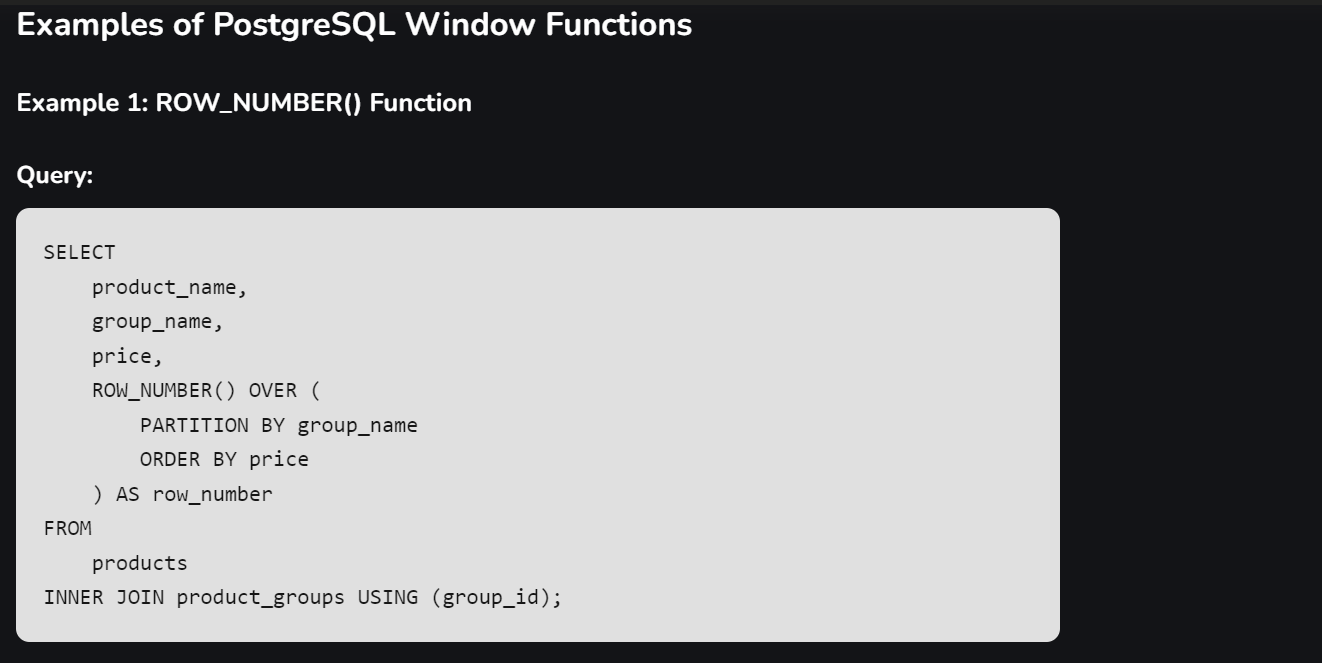 Examples of PostgreSQL Window Functions
Example 1: ROW_NUMBER() Function
Query:
SELECT
    product_name,
    group_name,
    price,
    ROW_NUMBER() OVER (
        PARTITION BY group_name
        ORDER BY price
    ) AS row_number
FROM
    products
INNER JOIN product_groups USING (group_id);